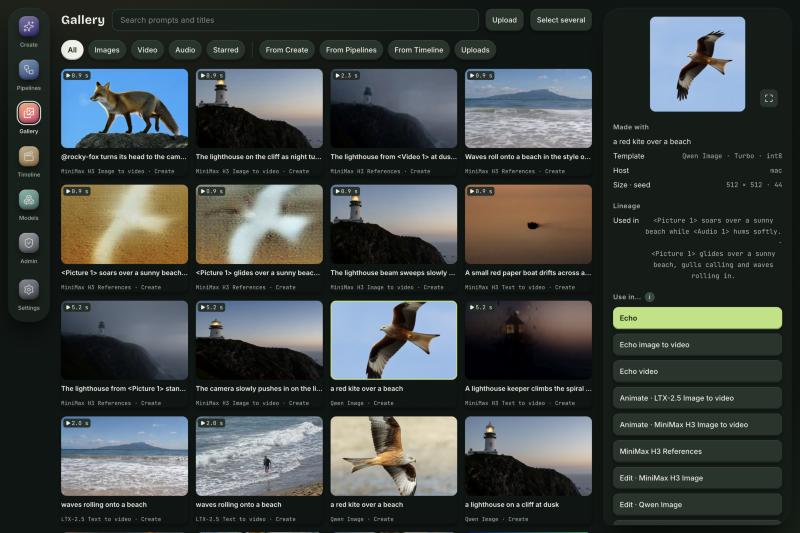 Gallery
Search prompts and titles
Upload
Select several
All
Images
Video
Audio
Starred
From Create
From Pipelines
From Timeline
Uploads
Create
Pipelines
Gallery
Timeline
Models
Admin
Settings
8.9 s
8.9 s
2.3 s
8.9 s
@rocky-fox turns its head to the cam...
The lighthouse on the cliff as night tu...
The lighthouse from <Video 1> at dus...
Waves roll onto a beach in the style o...
MiniMax H3 Image to video · Create
MiniMax H3 Image to video · Create
MiniMax H3 References · Create
MiniMax H3 References · Create
8.9 s
8.9 s
8.9 s
8.9 s
<Picture 1> soars over a sunny beach...
<Picture 1> glides over a sunny beac...
The lighthouse beam sweeps slowly ...
A small red paper boat drifts across a...
MiniMax H3 References · Create
MiniMax H3 References · Create
MiniMax H3 Image to video · Create
MiniMax H3 Text to video · Create
5.2 s
5.2 s
5.2 s
The lighthouse from <Picture 1> stan...
The camera slowly pushes in on the li...
a red kite over a beach
A lighthouse keeper climbs the spiral ...
MiniMax H3 References · Create
MiniMax H3 Image to video · Create
Qwen Image · Create
MiniMax H3 Text to video · Create
2.0 s
2.0 s
waves rolling onto a beach
waves rolling onto a beach
a red kite over a beach
a lighthouse on a cliff at dusk
LTX-2.5 Text to video · Create
LTX-2.5 Text to video · Create
Qwen Image · Create
Qwen Image · Create
Made with
a red kite over a beach
Template Qwen Image · Turbo · int8
Host mac
Size · seed 512 × 512 · 44
Lineage
Used in <Picture 1> soars over a sunny
beach while <Audio 1> hums softly.
·
<Picture 1> glides over a sunny
beach, gulls calling and waves
rolling in.
Use in... i
Echo
Echo image to video
Echo video
Animate · LTX-2.5 Image to video
Animate · MiniMax H3 Image to video
MiniMax H3 References
Edit · MiniMax H3 Image
Edit · Qwen Image